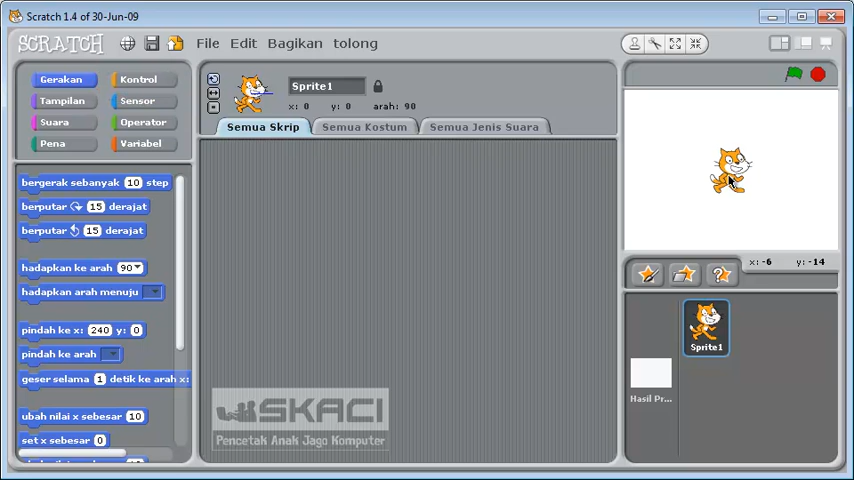 Scratch 1.4 of 30-Jun-09
SCRATCH File Edit Bagikan tolong
Gerakan Kontrol
Tampilan Sensor
Suara Operator
Pena Variabel
bergerak sebanyak 10 step
berputar 15 derajat
berputar 15 derajat
hadapkan ke arah 90
hadapkan arah menuju
pindah ke x: 240 y: 0
pindah ke arah
geser selama 1 detik ke arah x:
ubah nilai x sebesar 10
set x sebesar 0
Sprite1
x: 0 y: 0 arah: 90
Semua Skrip Semua Kostum Semua Jenis Suara
SKACI
Pencetak Anak Jago Komputer
x: -6 y: -14
Sprite1
Hasil Pr...